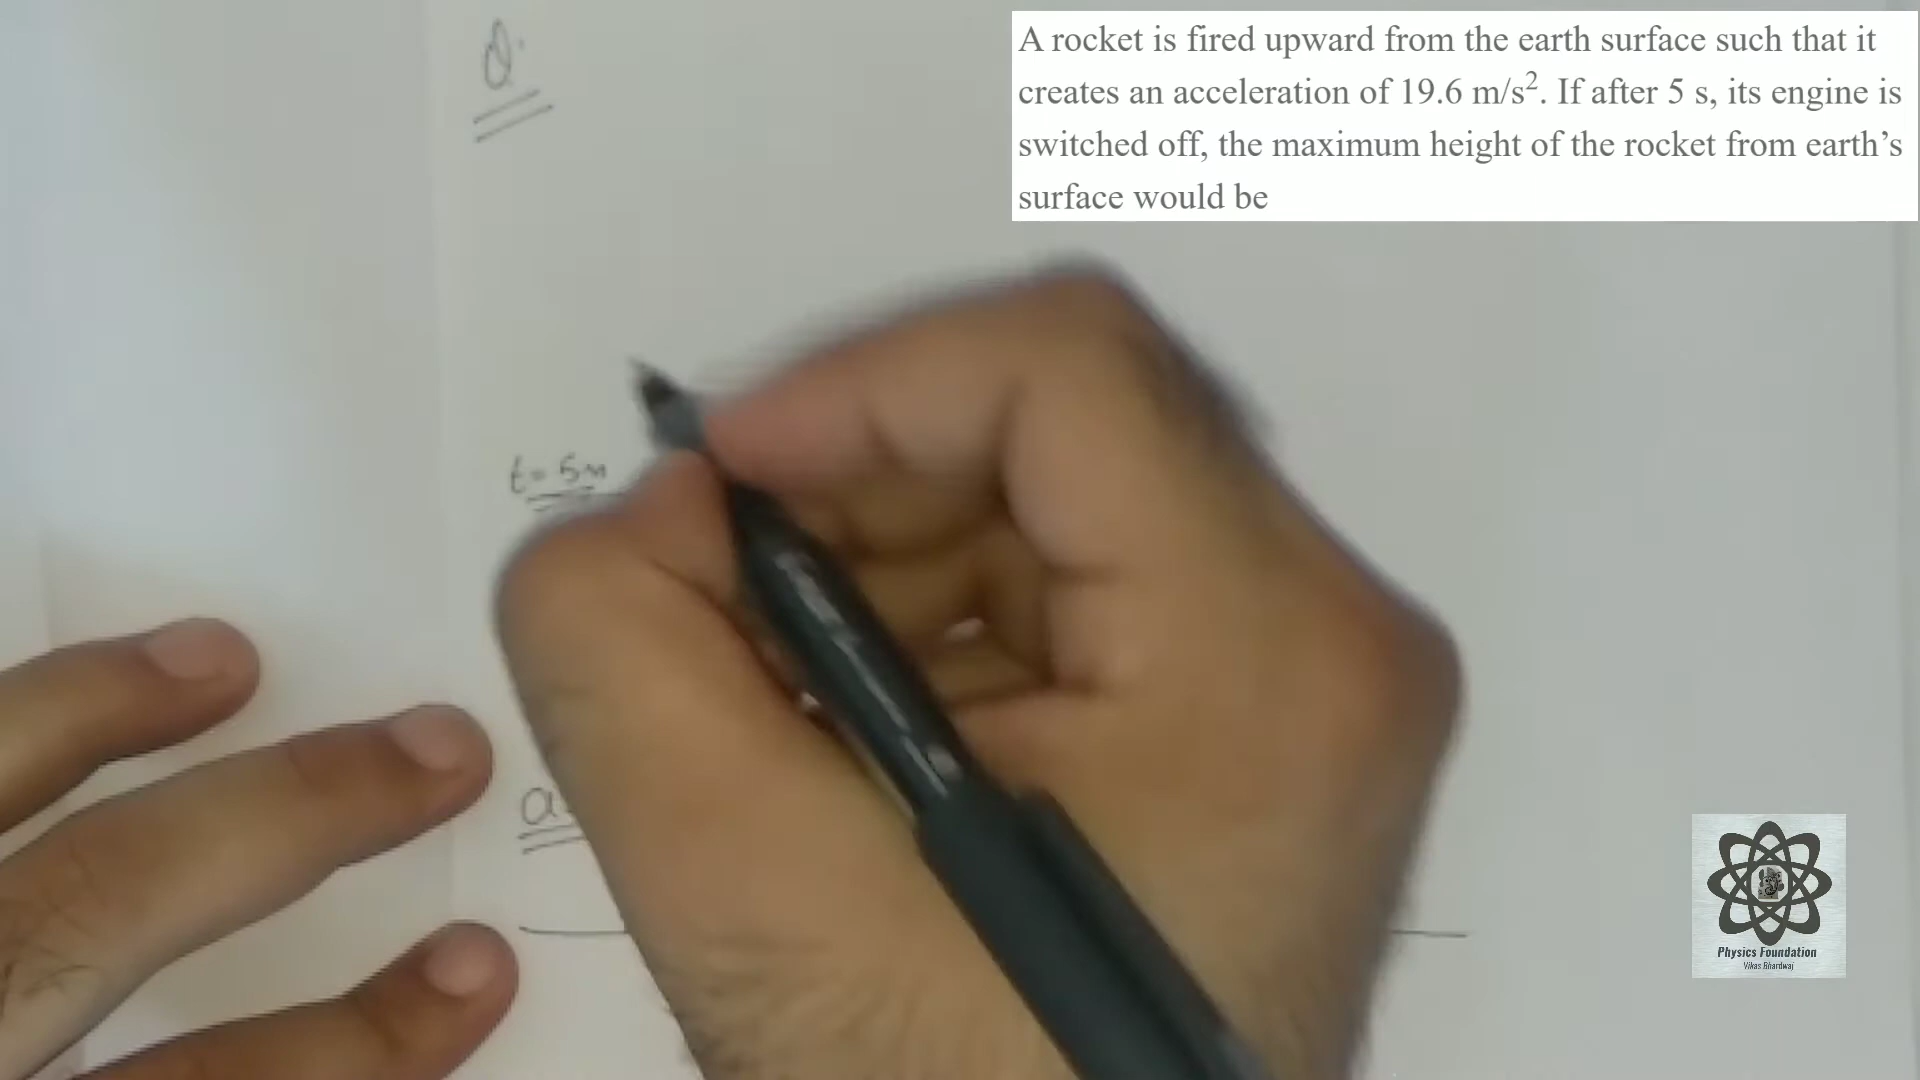 Q.
A rocket is fired upward from the earth surface such that it
creates an acceleration of 19.6 m/s². If after 5 s, its engine is
switched off, the maximum height of the rocket from earth’s
surface would be
t = 5
a
Physics Foundation
Vikas Bhardwaj